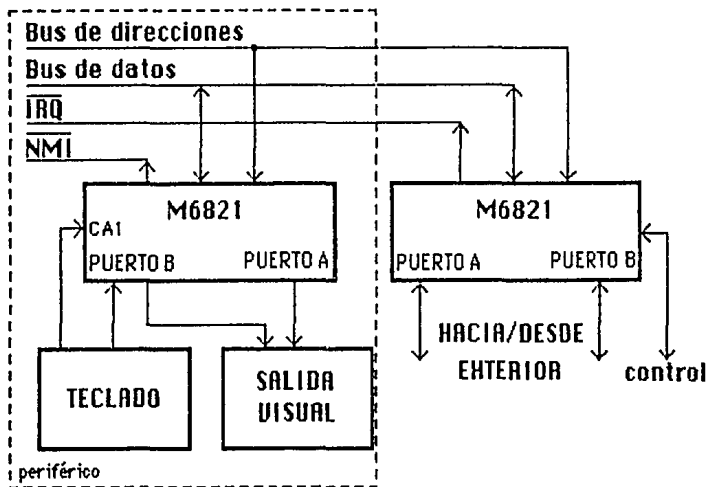 Bus de direcciones
Bus de datos
IRQ
NMI
M6821
CA1
PUERTO B
PUERTO A
M6821
PUERTO A
PUERTO B
TECLADO
SALIDA
VISUAL
HACIA/DESDE
EXTERIOR
control
periférico